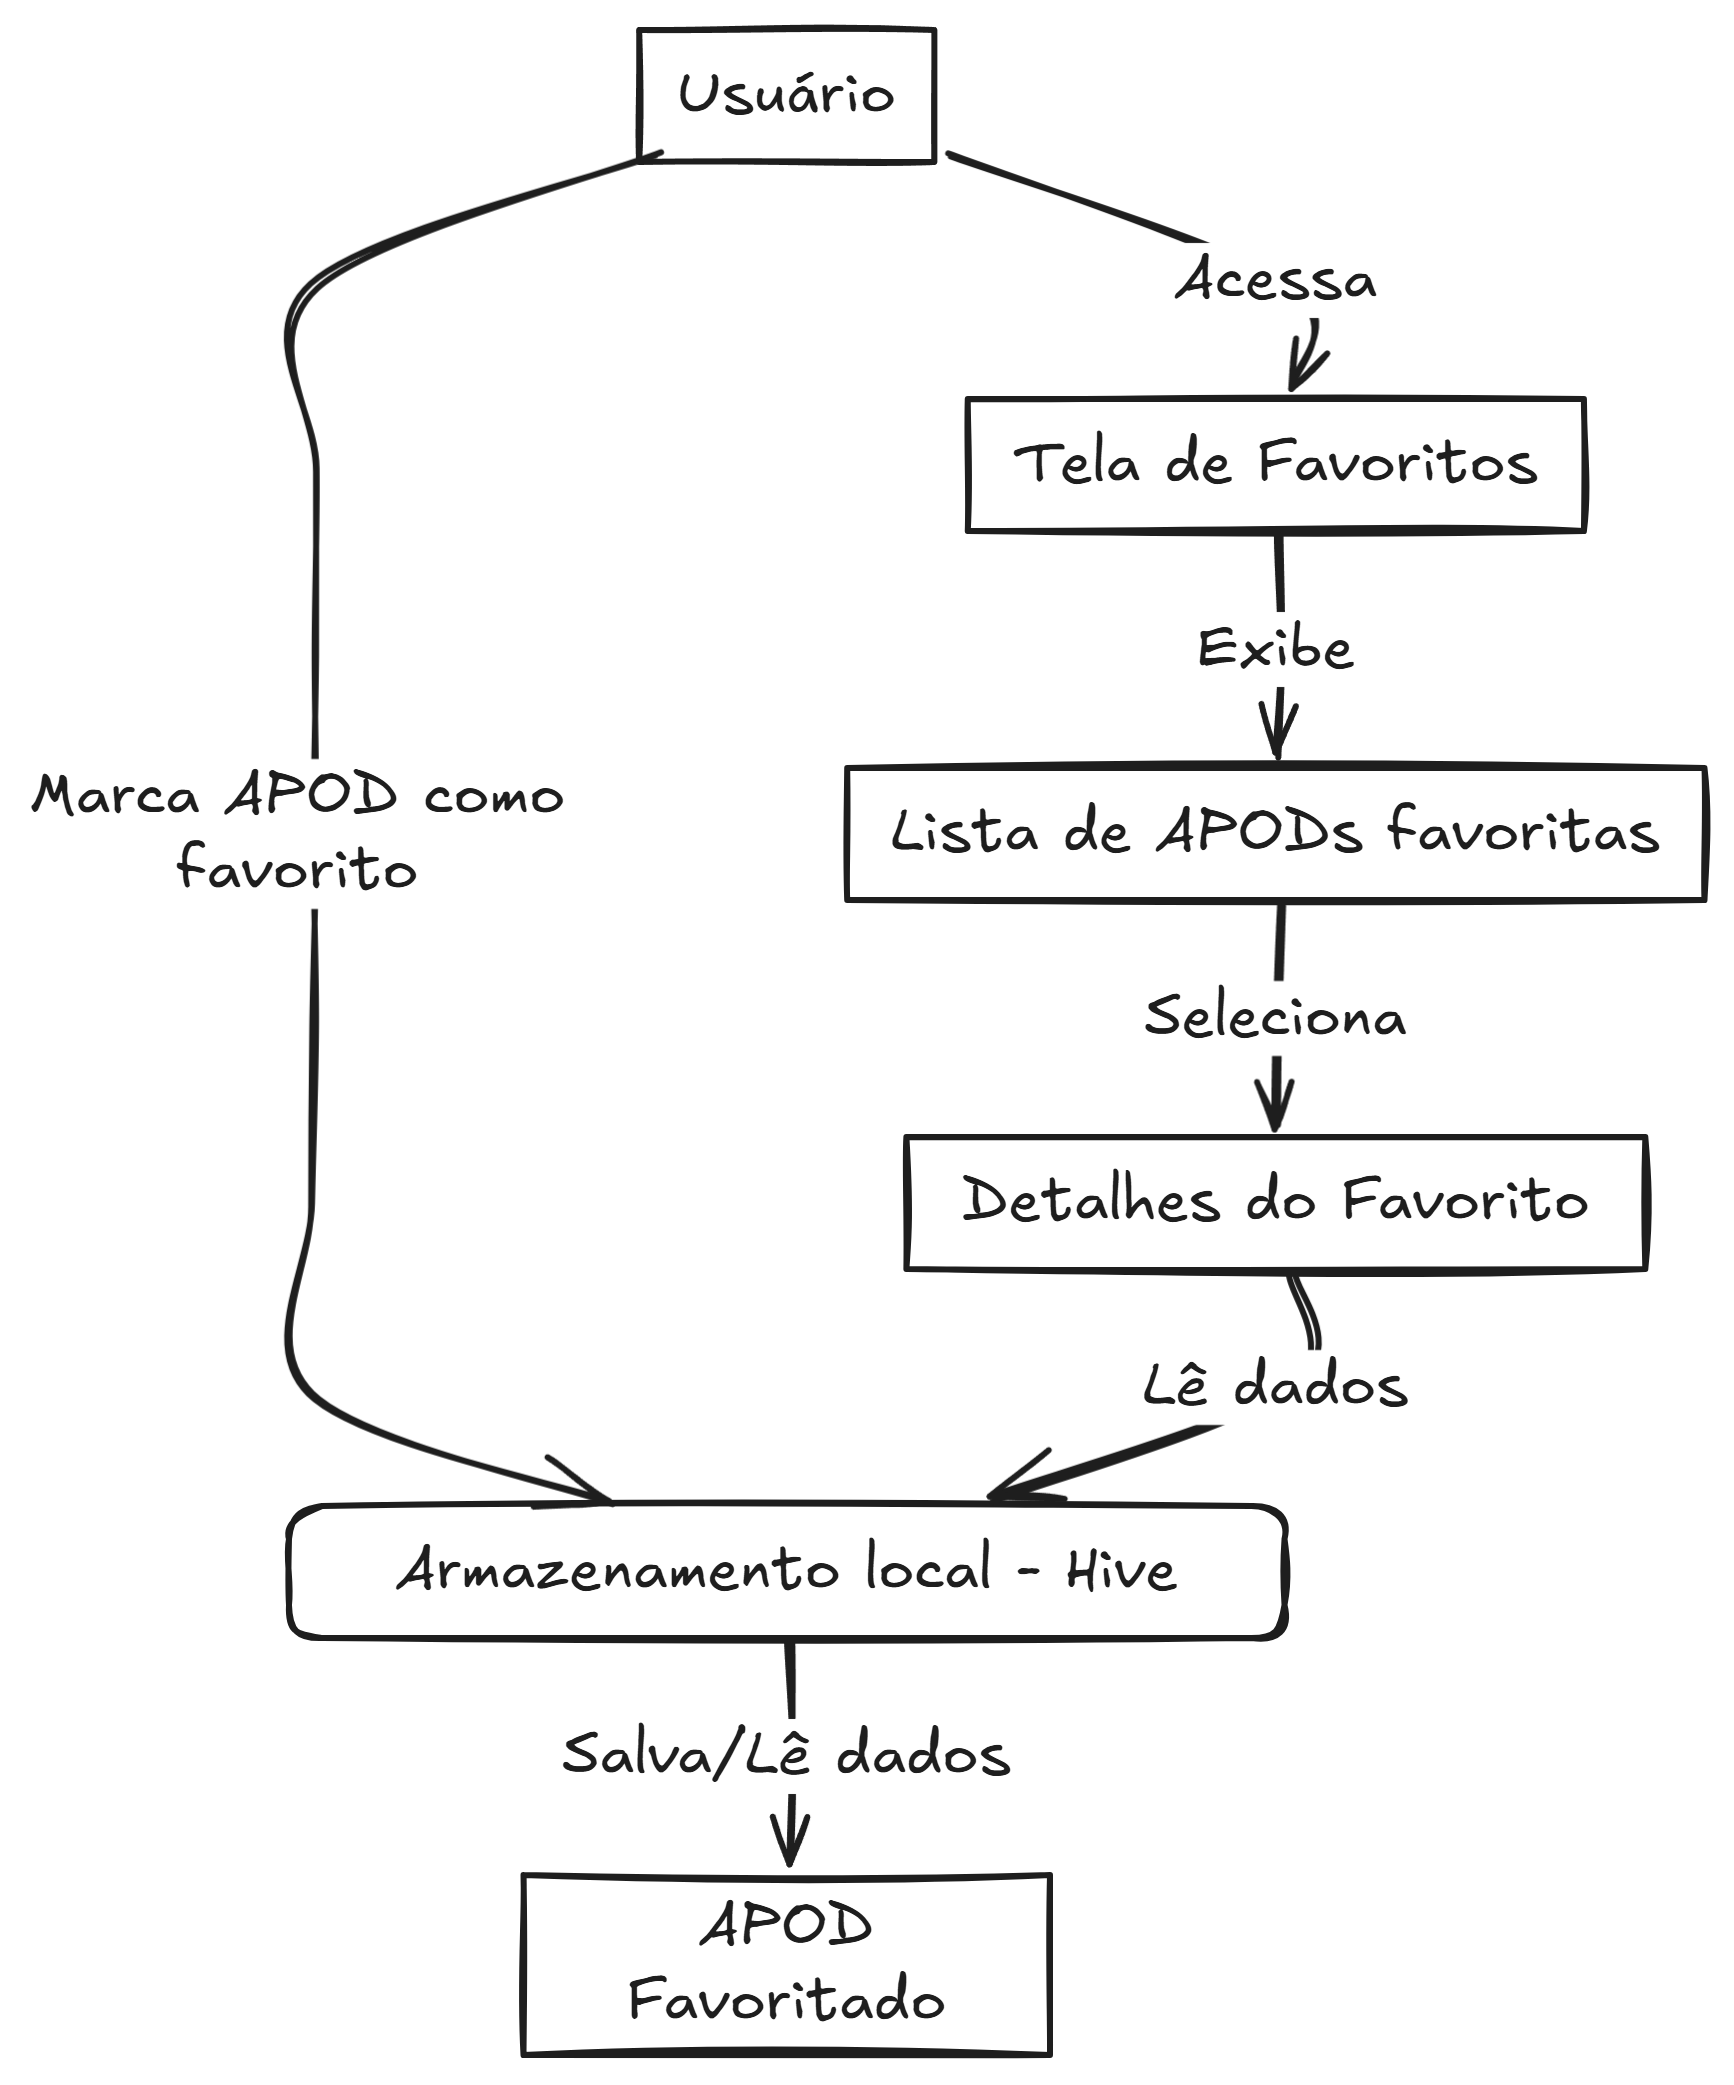 Usuário
Acessa
Tela de Favoritos
Exibe
Marca APOD como
favorito
Lista de APODs favoritas
Seleciona
Detalhes do Favorito
Lê dados
Armazenamento local - Hive
Salva/Lê dados
APOD
Favoritado